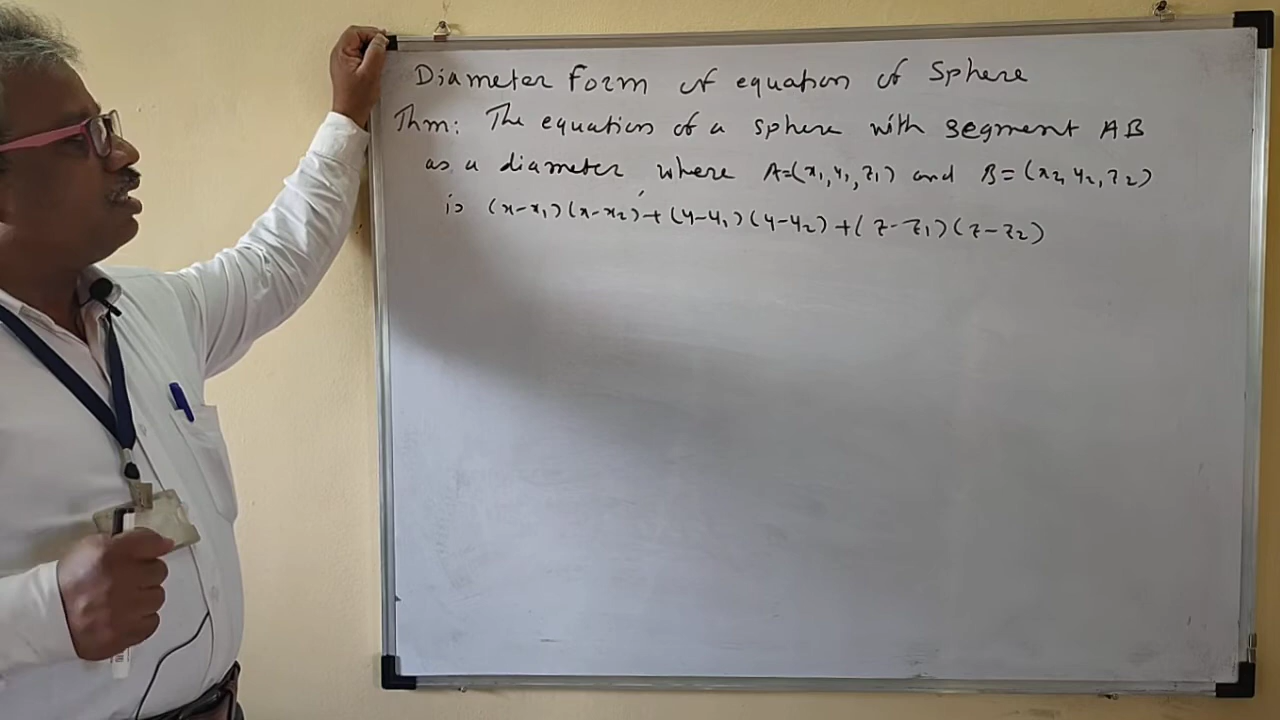 Diameter Form of equation of Sphere
Thm: The equation of a sphere with segment AB
as a diameter, where A=(x₁, y₁, z₁) and B=(x₂, y₂, z₂)
is (x-x₁)(x-x₂)+(y-y₁)(y-y₂)+(z-z₁)(z-z₂)